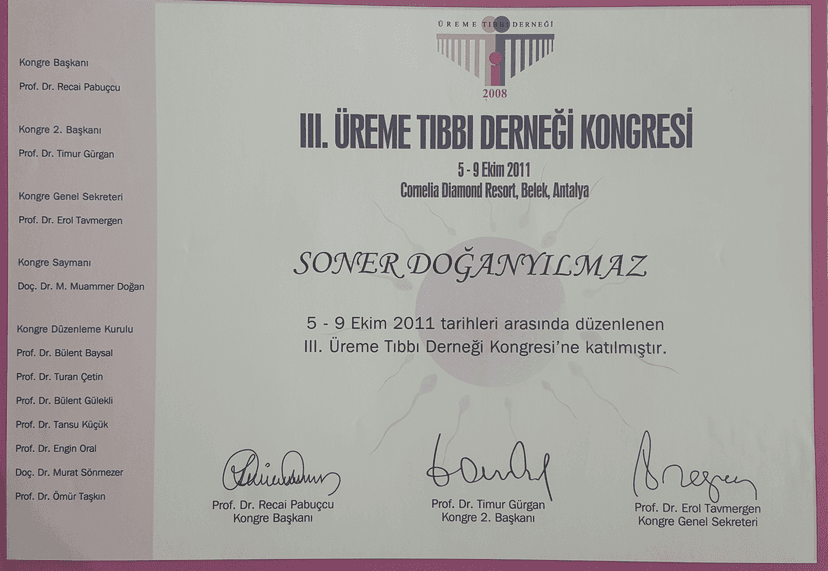 Kongre Başkanı
Prof. Dr. Recai Pabuçcu
Kongre 2. Başkanı
Prof. Dr. Timur Gürgan
Kongre Genel Sekreteri
Prof. Dr. Erol Tavmergen
Kongre Saymanı
Doç. Dr. M. Muammer Doğan
Kongre Düzenleme Kurulu
Prof. Dr. Bülent Baysal
Prof. Dr. Turan Çetin
Prof. Dr. Bülent Gülekli
Prof. Dr. Tansu Küçük
Prof. Dr. Engin Oral
Doç. Dr. Murat Sönmezer
Prof. Dr. Ömür Taşkın
ÜREME TIBBI DERNEĞİ
2008
III. ÜREME TIBBI DERNEĞİ KONGRESİ
5 - 9 Ekim 2011
Cornelia Diamond Resort, Belek, Antalya
SONER DOĞANYILMAZ
5 - 9 Ekim 2011 tarihleri arasında düzenlenen
III. Üreme Tıbbı Derneği Kongresi'ne katılmıştır.
Prof. Dr. Recai Pabuçcu
Kongre Başkanı
Prof. Dr. Timur Gürgan
Kongre 2. Başkanı
Prof. Dr. Erol Tavmergen
Kongre Genel Sekreteri